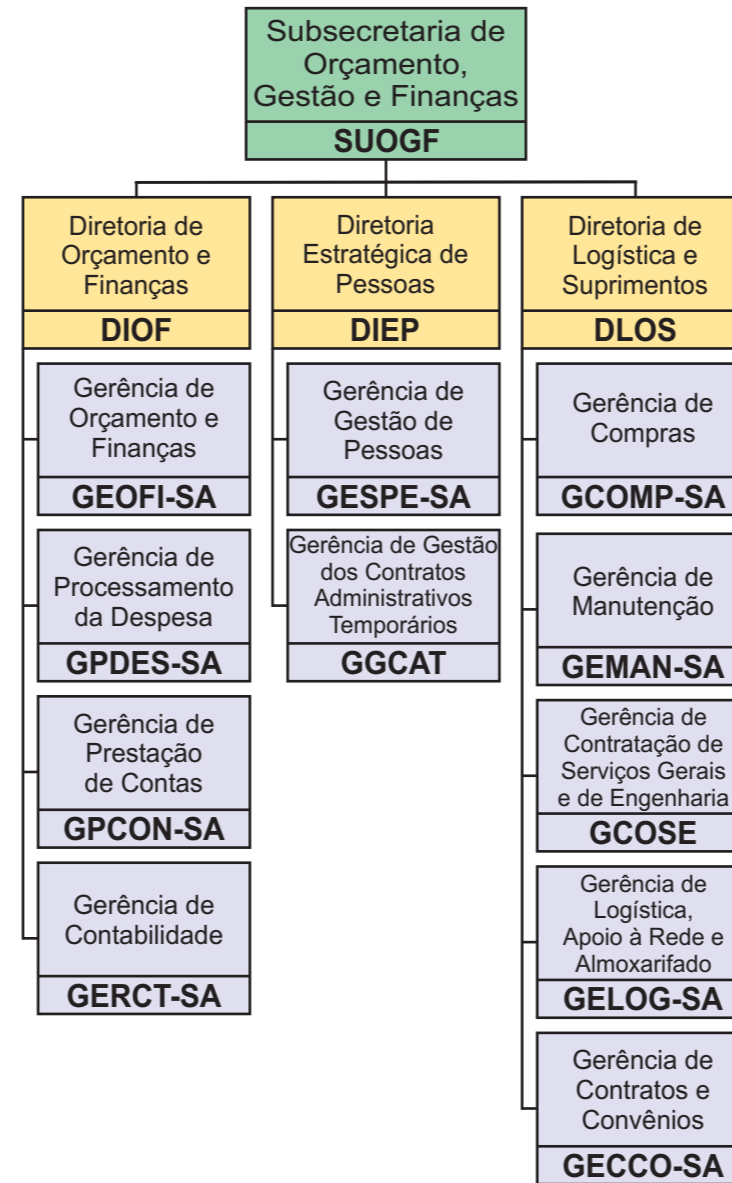 Subsecretaria de
Orçamento,
Gestão e Finanças
SUOGF
Diretoria de
Orçamento e
Finanças
DIOF
Gerência de
Orçamento e
Finanças
GEOFI-SA
Gerência de
Processamento
da Despesa
GPDES-SA
Gerência de
Prestação
de Contas
GPCON-SA
Gerência de
Contabilidade
GERCT-SA
Diretoria
Estratégica de
Pessoas
DIEP
Gerência de
Gestão de
Pessoas
GESPE-SA
Gerência de Gestão
dos Contratos
Administrativos
Temporários
GGCAT
Diretoria de
Logística e
Suprimentos
DLOS
Gerência de
Compras
GCOMP-SA
Gerência de
Manutenção
GEMAN-SA
Gerência de
Contratação de
Serviços Gerais
e de Engenharia
GCOSE
Gerência de
Logística,
Apoio à Rede e
Almoxarifado
GELOG-SA
Gerência de
Contratos e
Convênios
GECCO-SA